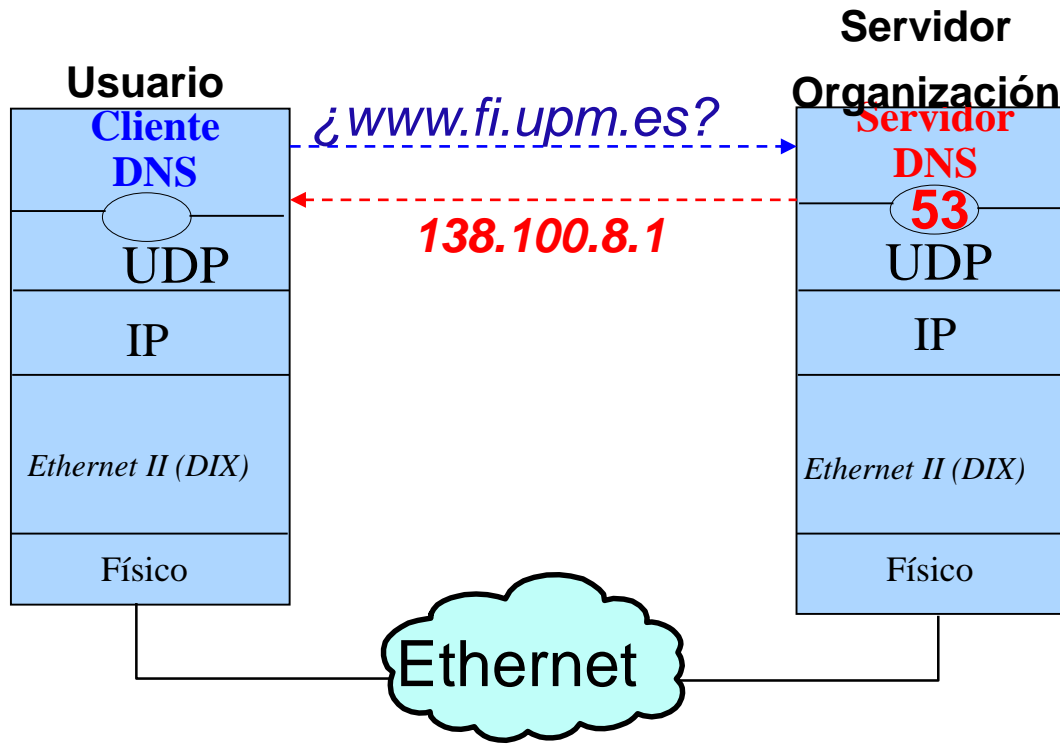 Usuario
Cliente
DNS
UDP
IP
Ethernet II (DIX)
Físico
¿www.fi.upm.es?
138.100.8.1
Servidor
Organización
Servidor
DNS
53
UDP
IP
Ethernet II (DIX)
Físico
Ethernet